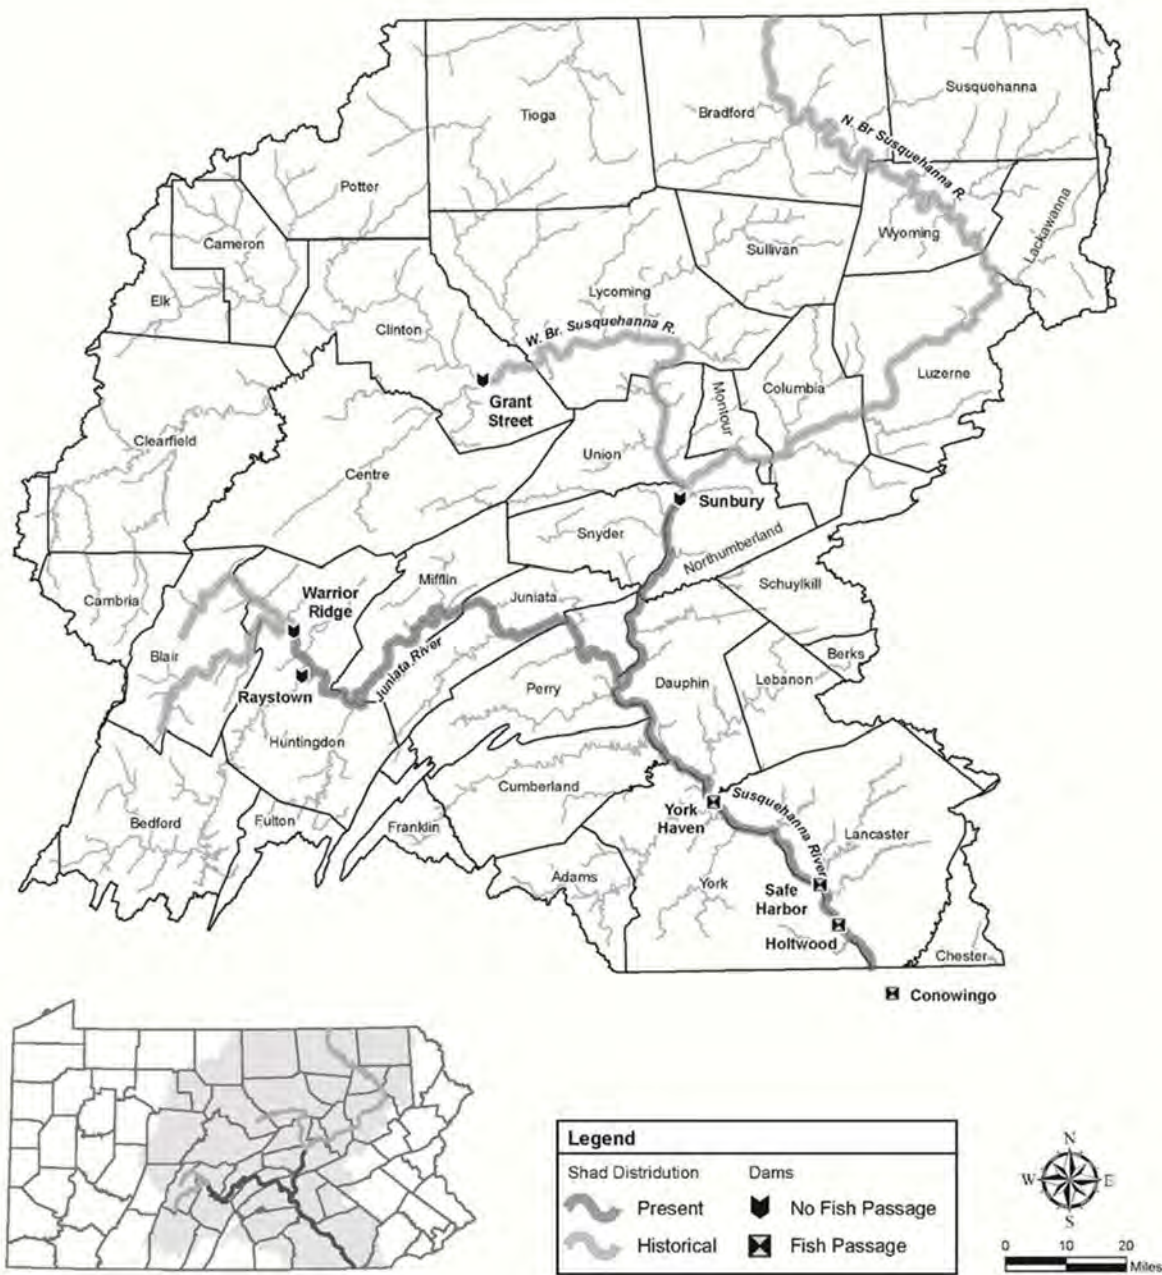 Susquehanna
Bradford
Tioga
N. Br Susquehanna R.
Potter
Lackawanna
Cameron
Wyoming
Sullivan
Elk
Lycoming
Clinton
W. Br. Susquehanna R.
Luzerne
Columbia
Montour
Grant
Street
Clearfield
Union
Centre
Sunbury
Snyder
Northumberland
Schuylkill
Mifflin
Warrior
Ridge
Juniata
Cambria
Berks
Blair
Juniata River
Lebanon
Dauphin
Perry
Raystown
Huntingdon
Cumberland
Susquehanna River
York
Haven
Bedford
Fulton
Franklin
Lancaster
Adams
York
Safe
Harbor
Holtwood
Chester
Conowingo
Legend
Shad Distridution Dams
Present No Fish Passage
Historical Fish Passage
N
W E
S
0 10 20
Miles